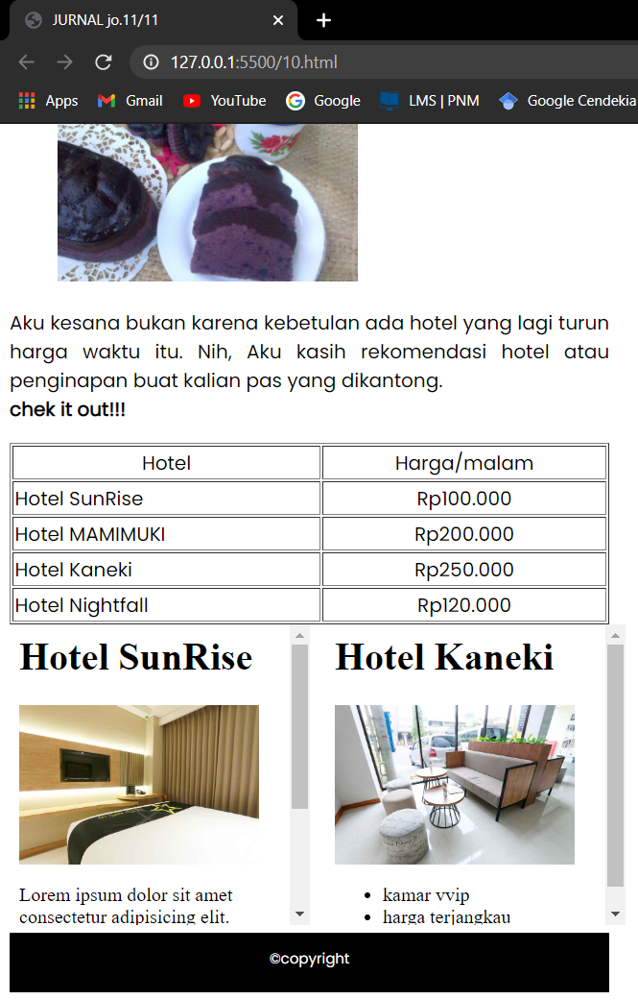 JURNAL jo.11/11
127.0.0.1:5500/10.html
Apps Gmail YouTube Google LMS | PNM Google Cendekia
Aku kesana bukan karena kebetulan ada hotel yang lagi turun
harga waktu itu. Nih, Aku kasih rekomendasi hotel atau
penginapan buat kalian pas yang dikantong.
chek it out!!!
Hotel Harga/malam
Hotel SunRise Rp100.000
Hotel MAMIMUKI Rp200.000
Hotel Kaneki Rp250.000
Hotel Nightfall Rp120.000
Hotel SunRise
Lorem ipsum dolor sit amet
consectetur adipisicing elit.
Hotel Kaneki
kamar vvip
harga terjangkau
©copyright